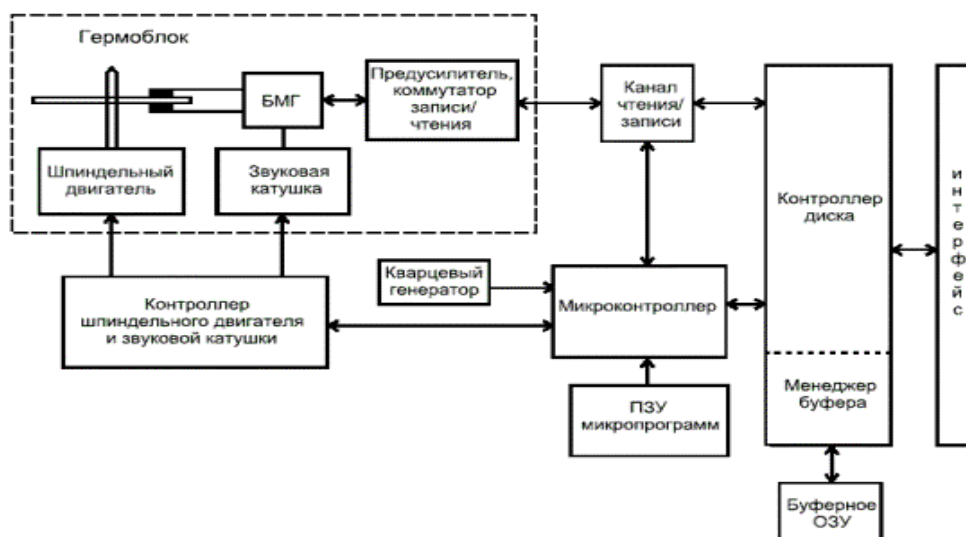 Гермоблок
БМГ
Предусилитель,
коммутатор
записи/
чтения
Канал
чтения/
записи
Шпиндельный
двигатель
Звуковая
катушка
Контроллер
диска
интерфейс
Кварцевый
генератор
Микроконтроллер
Контроллер
шпиндельного двигателя
и звуковой катушки
Менеджер
буфера
ПЗУ
микропрограмм
Буферное
ОЗУ